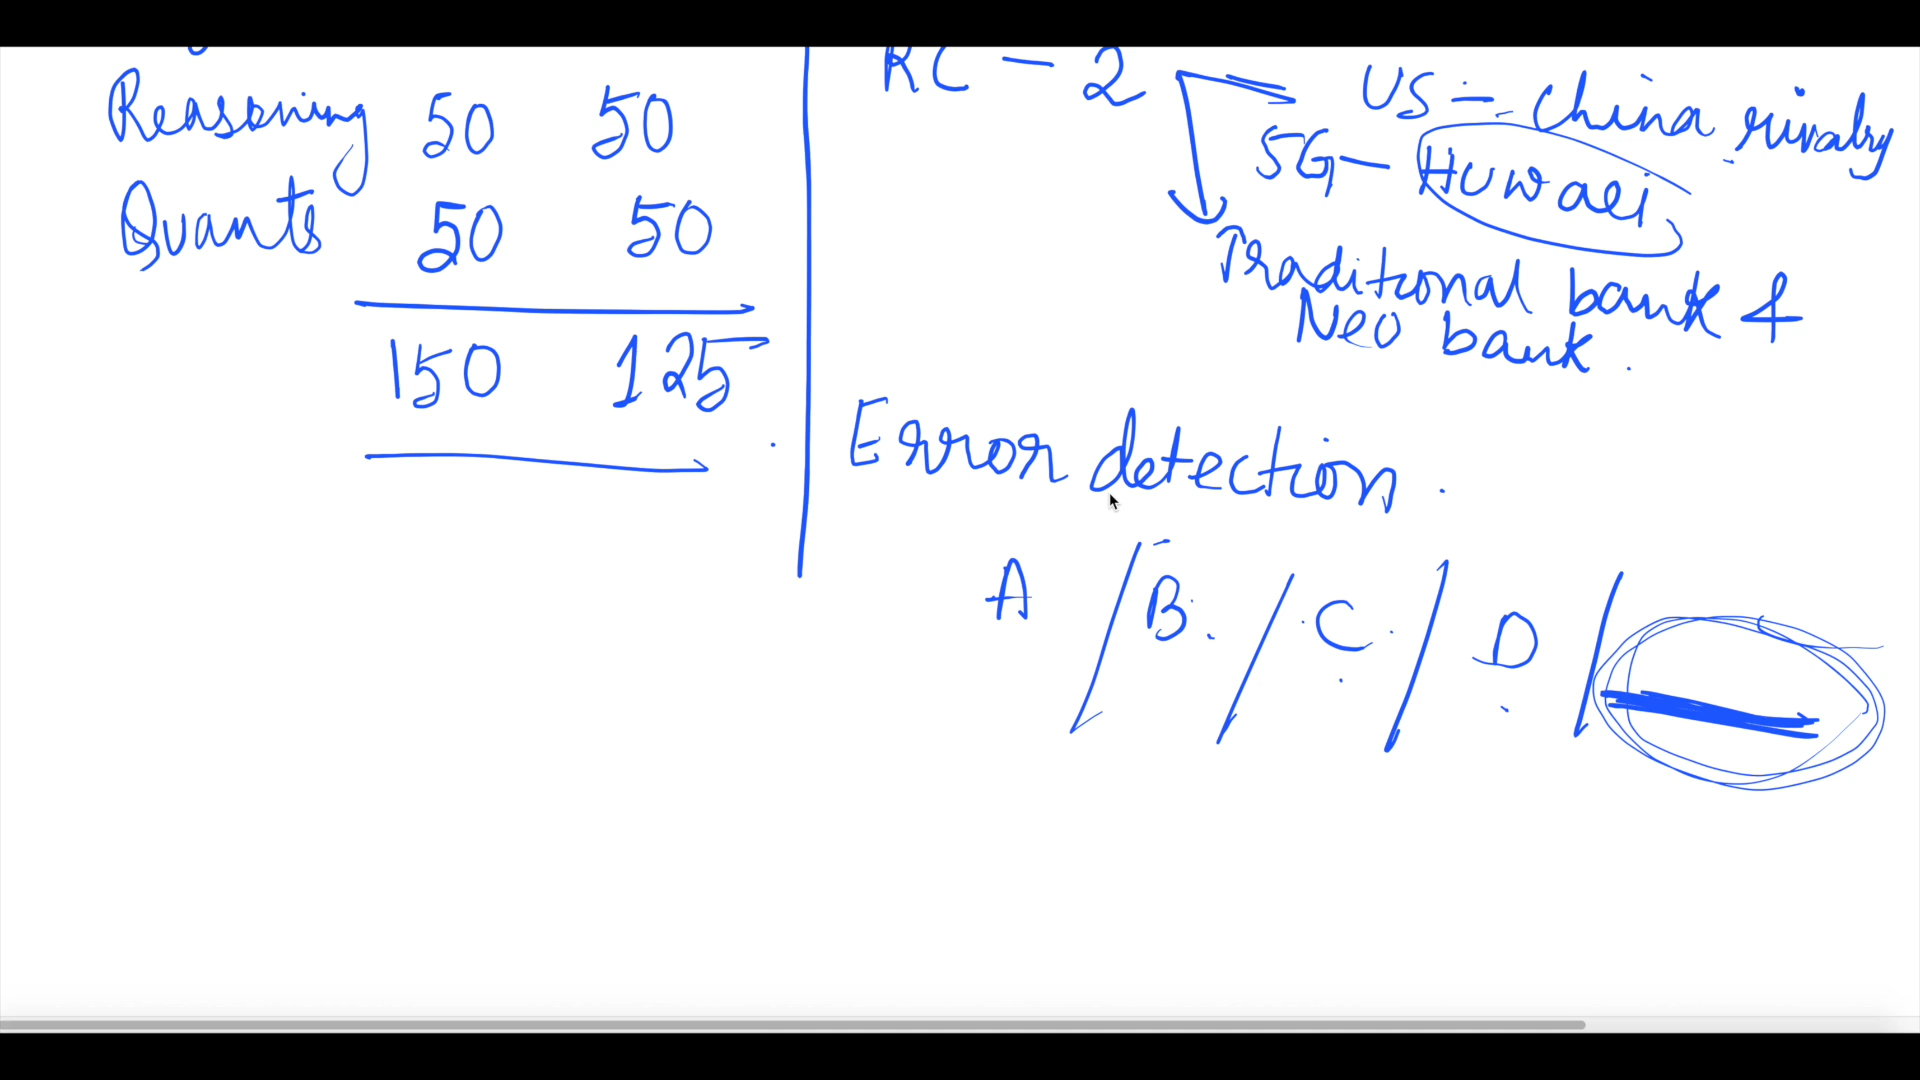 Reasoning 50 50
Quants 50 50
150 125
RC - 2
US - China rivalry
5G - Huwaei
Traditional bank &
Neo bank.
Error detection.
A / B. / C. / D /